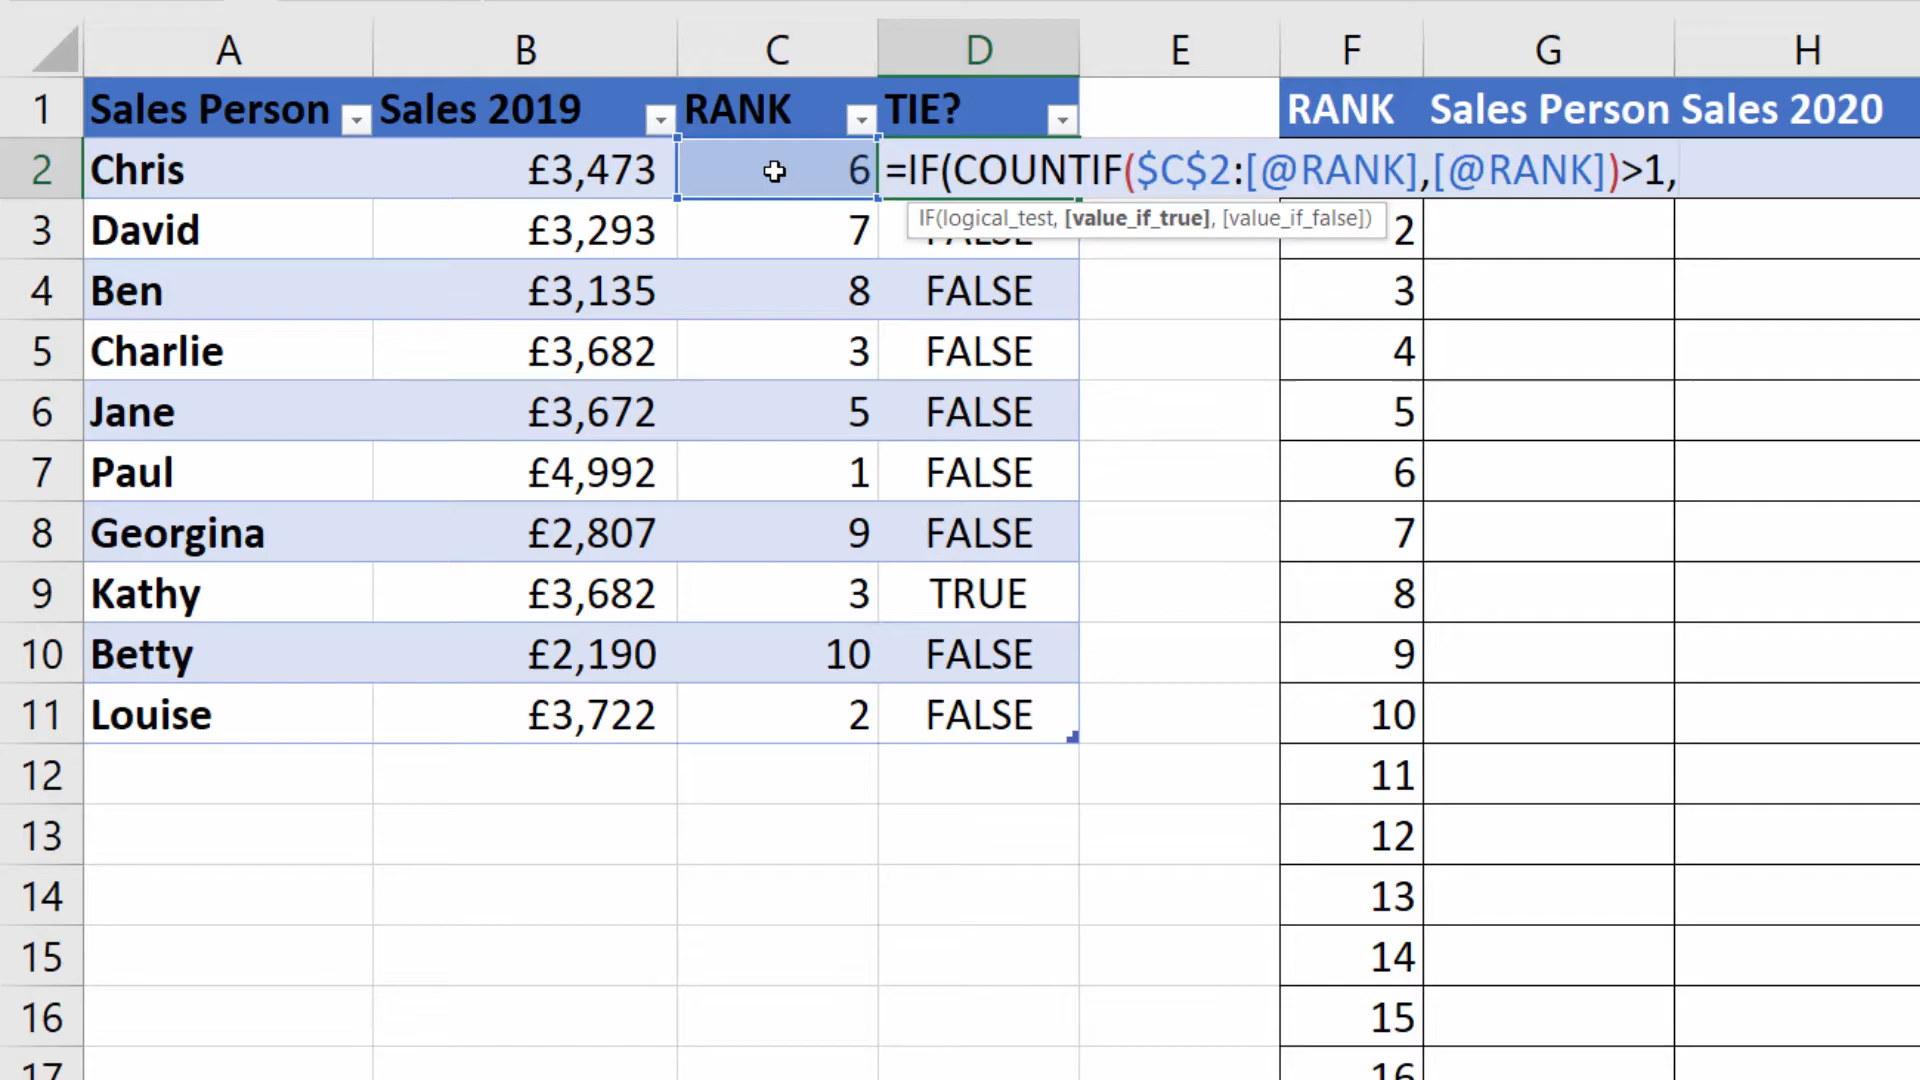 A B C D E F G H
1 Sales Person Sales 2019 RANK TIE? RANK Sales Person Sales 2020
2 Chris £3,473 6 =IF(COUNTIF($C$2:[@RANK],[@RANK])>1,
IF(logical_test, [value_if_true], [value_if_false])
3 David £3,293 7 FALSE 2
4 Ben £3,135 8 FALSE 3
5 Charlie £3,682 3 FALSE 4
6 Jane £3,672 5 FALSE 5
7 Paul £4,992 1 FALSE 6
8 Georgina £2,807 9 FALSE 7
9 Kathy £3,682 3 TRUE 8
10 Betty £2,190 10 FALSE 9
11 Louise £3,722 2 FALSE 10
12 11
13 12
14 13
15 14
16 15
17 16